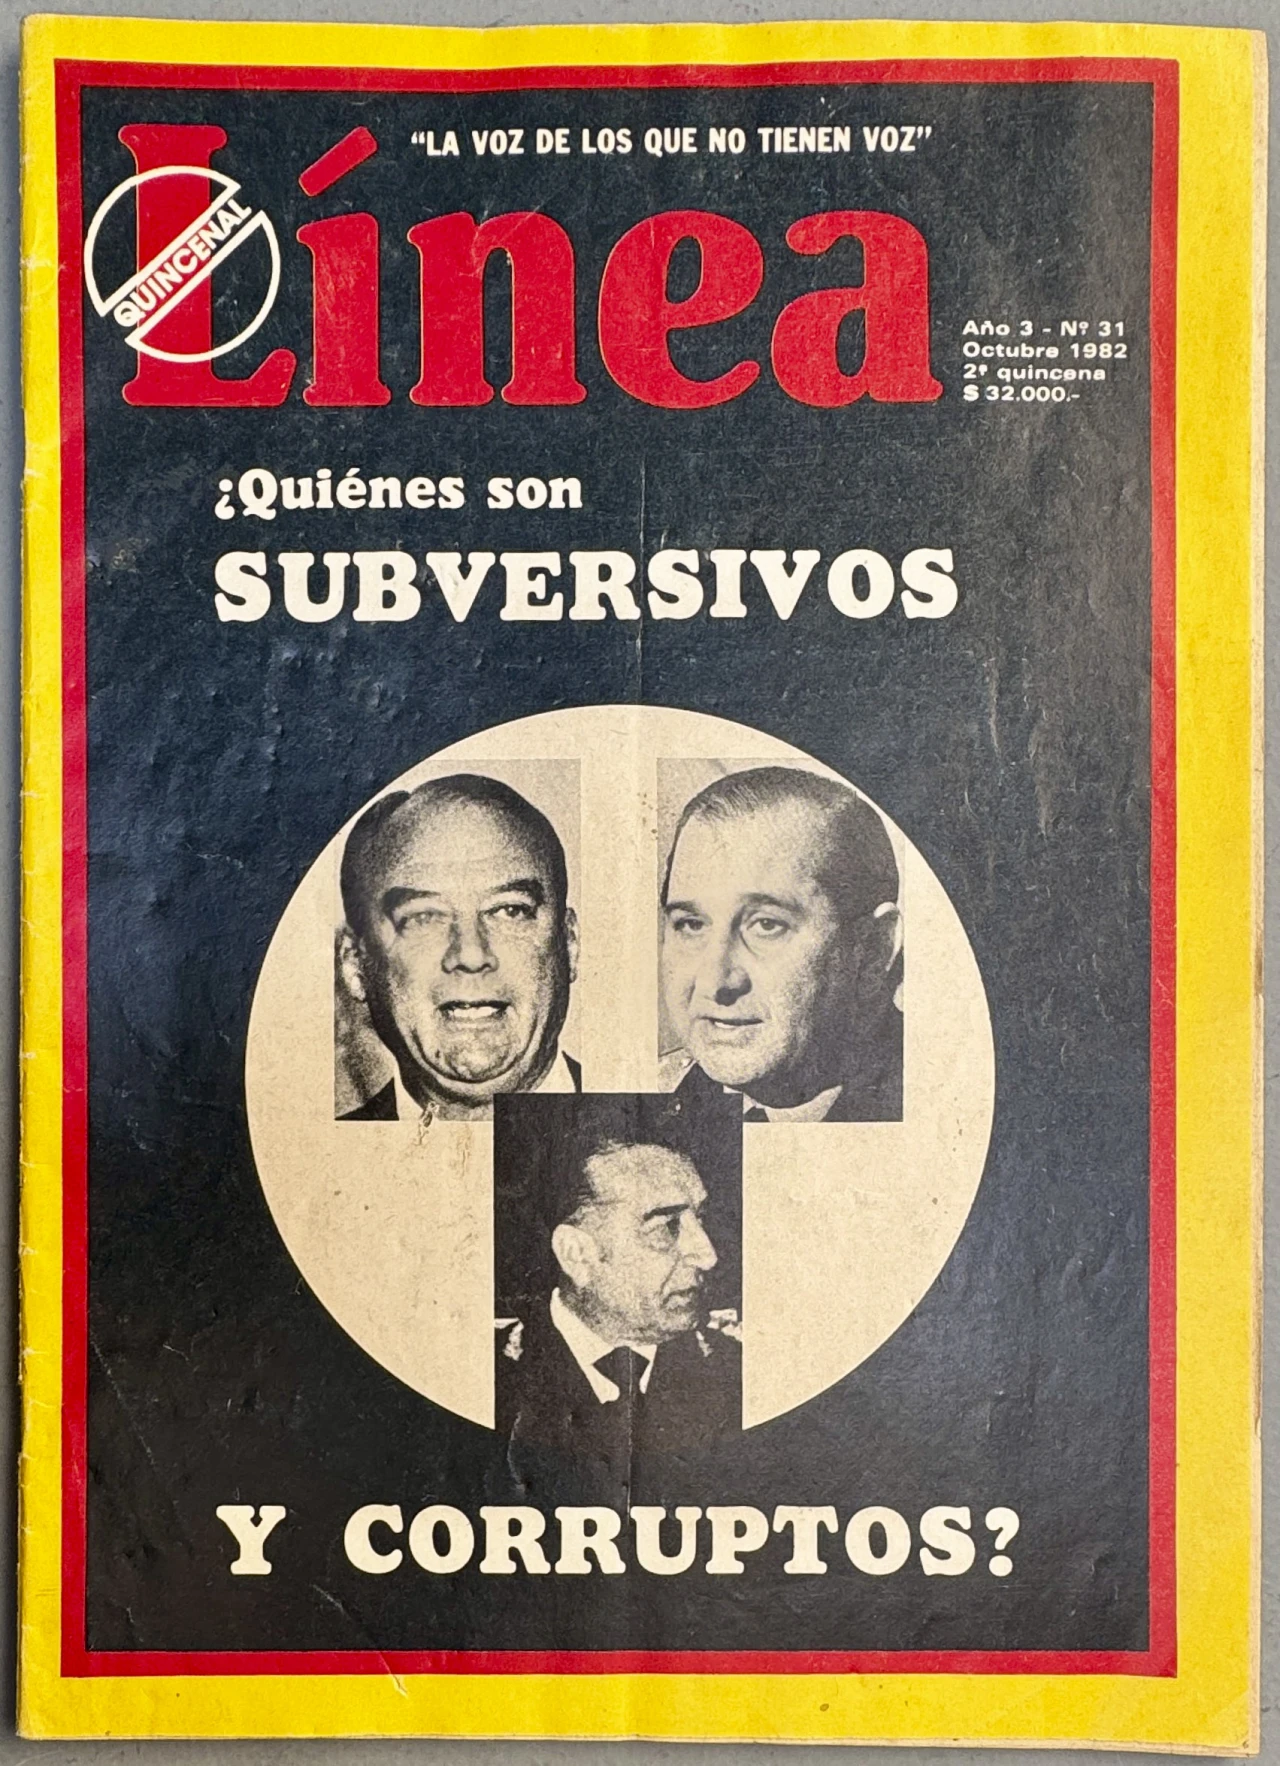 “LA VOZ DE LOS QUE NO TIENEN VOZ”
Línea
QUINCENAL
Año 3 - Nº 31
Octubre 1982
2ª quincena
$ 32.000.-
¿Quiénes son
SUBVERSIVOS
Y CORRUPTOS?